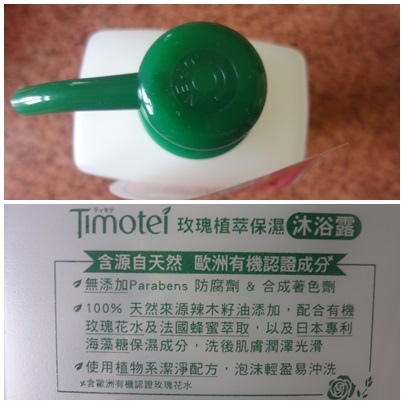 ティモテ
Timotei 玫瑰植萃保濕 沐浴露
含源自天然 歐洲有機認證成分※
無添加Parabens 防腐劑 & 合成著色劑
100% 天然來源辣木籽油添加，配合有機
玫瑰花水及法國蜂蜜萃取，以及日本專利
海藻糖保濕成分，洗後肌膚潤澤光滑
使用植物系潔淨配方，泡沫輕盈易沖洗
※含歐洲有機認證玫瑰花水